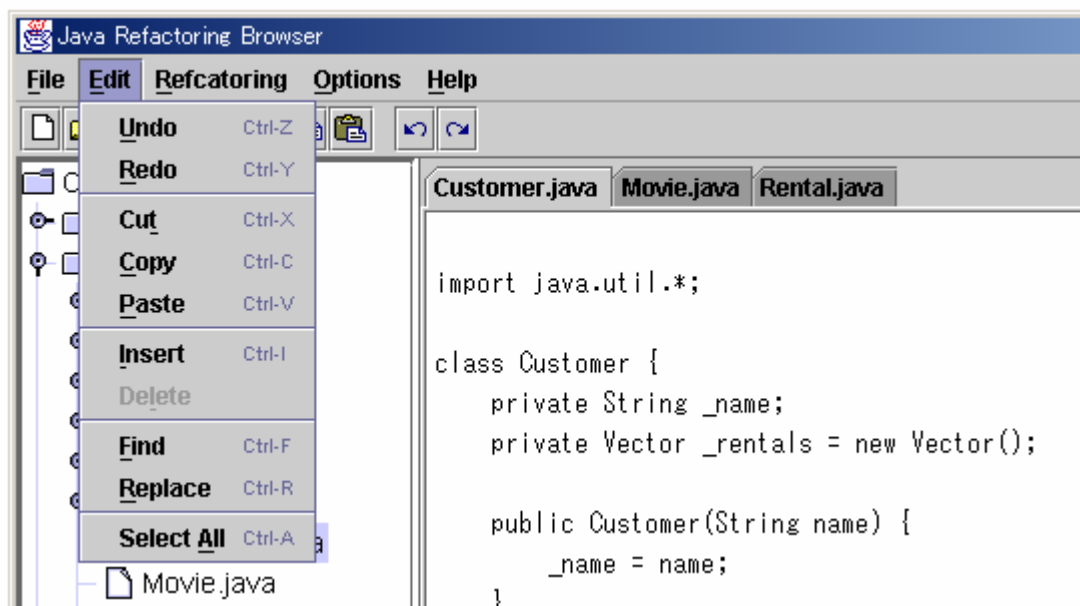 Java Refactoring Browser
File Edit Refcatoring Options Help
Undo Ctrl-Z
Redo Ctrl-Y
Cut Ctrl-X
Copy Ctrl-C
Paste Ctrl-V
Insert Ctrl-I
Delete
Find Ctrl-F
Replace Ctrl-R
Select All Ctrl-A
Movie.java
Customer.java Movie.java Rental.java
import java.util.*;
class Customer {
private String _name;
private Vector _rentals = new Vector();
public Customer(String name) {
_name = name;
}